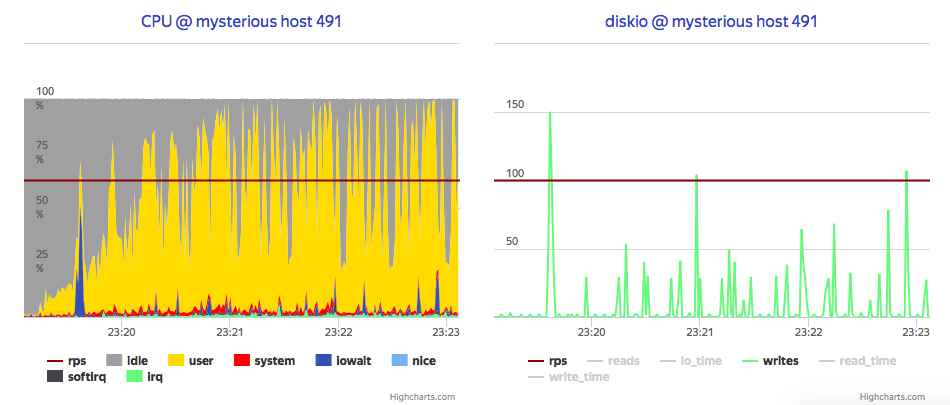 CPU @ mysterious host 491
100
%
75
%
50
%
25
%
23:20
23:21
23:22
23:23
rps
idle
user
system
iowait
nice
softirq
irq
Highcharts.com
diskio @ mysterious host 491
150
100
50
23:20
23:21
23:22
23:23
rps
reads
io_time
writes
read_time
write_time
Highcharts.com